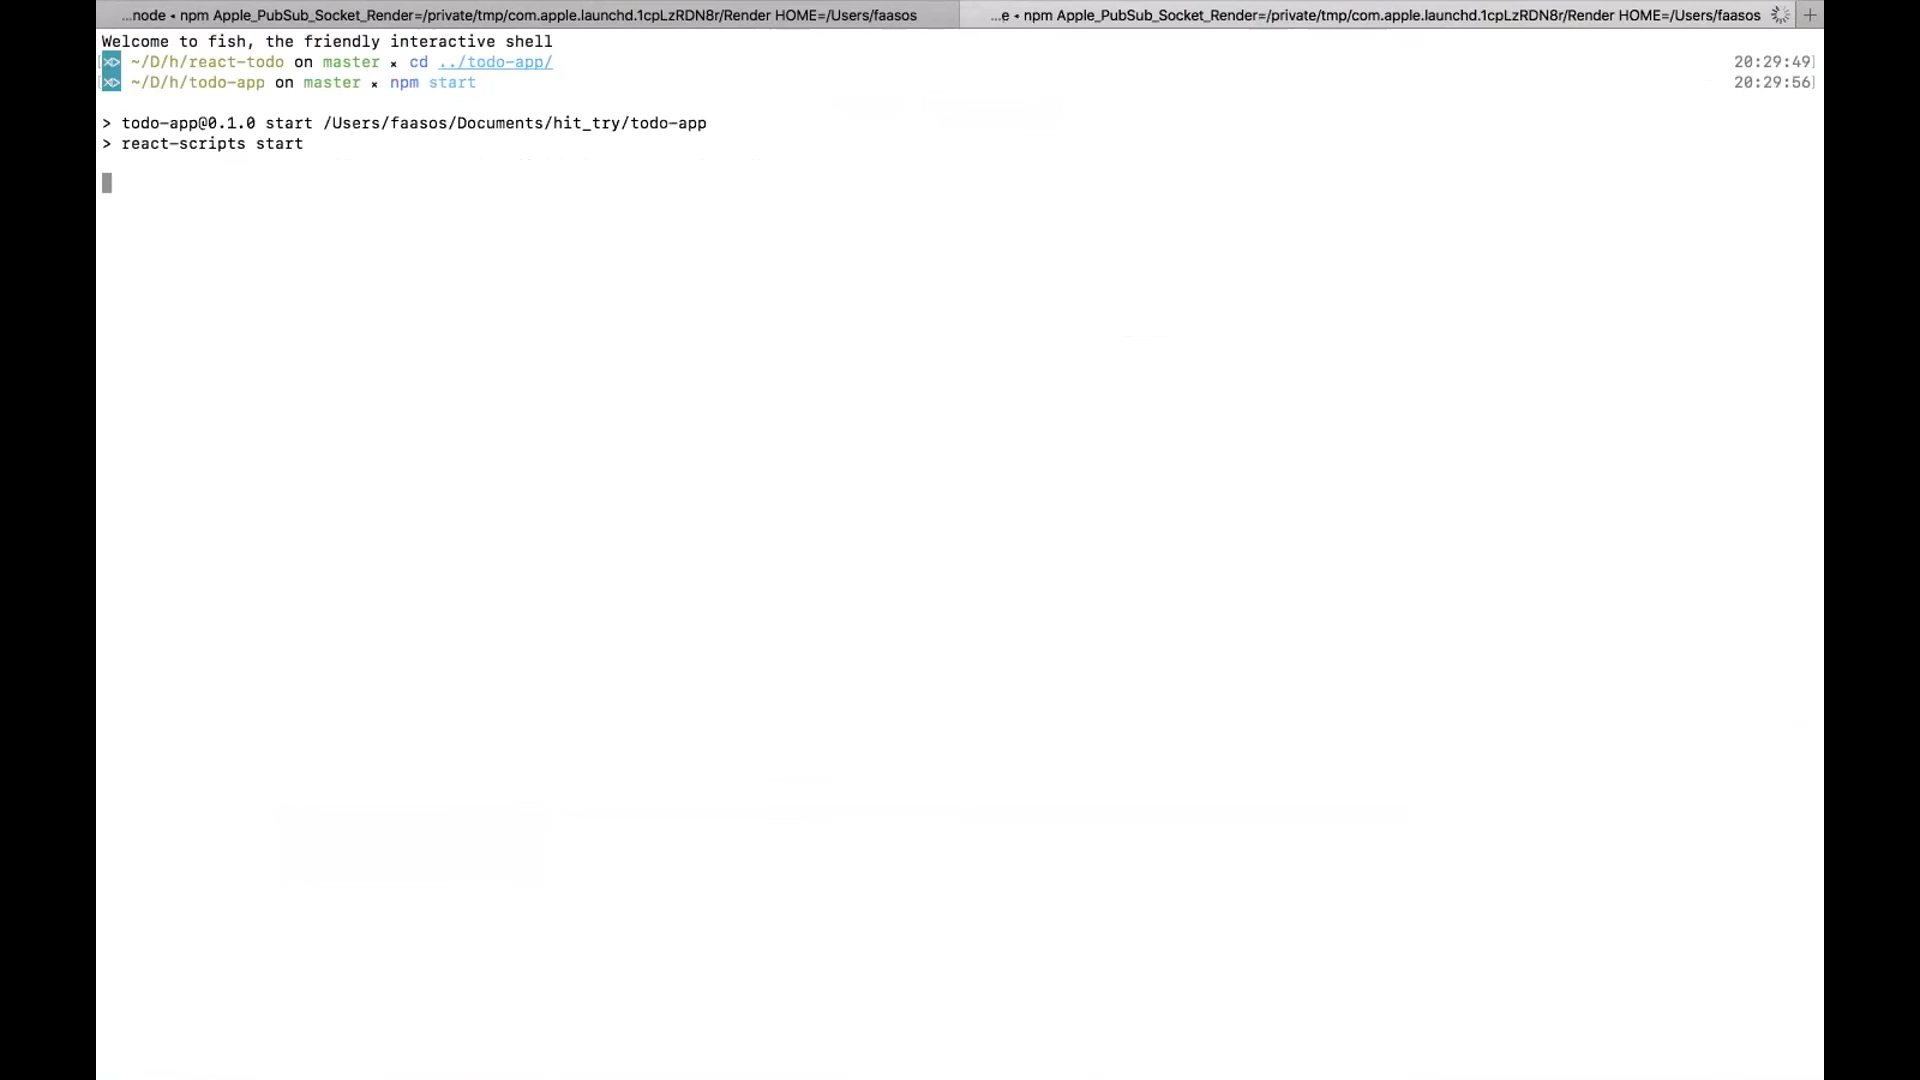 ...node ◂ npm Apple_PubSub_Socket_Render=/private/tmp/com.apple.launchd.1cpLzRDN8r/Render HOME=/Users/faasos
...e ◂ npm Apple_PubSub_Socket_Render=/private/tmp/com.apple.launchd.1cpLzRDN8r/Render HOME=/Users/faasos
Welcome to fish, the friendly interactive shell
~/D/h/react-todo on master × cd ../todo-app/ 20:29:49
~/D/h/todo-app on master × npm start 20:29:56
> todo-app@0.1.0 start /Users/faasos/Documents/hit_try/todo-app
> react-scripts start